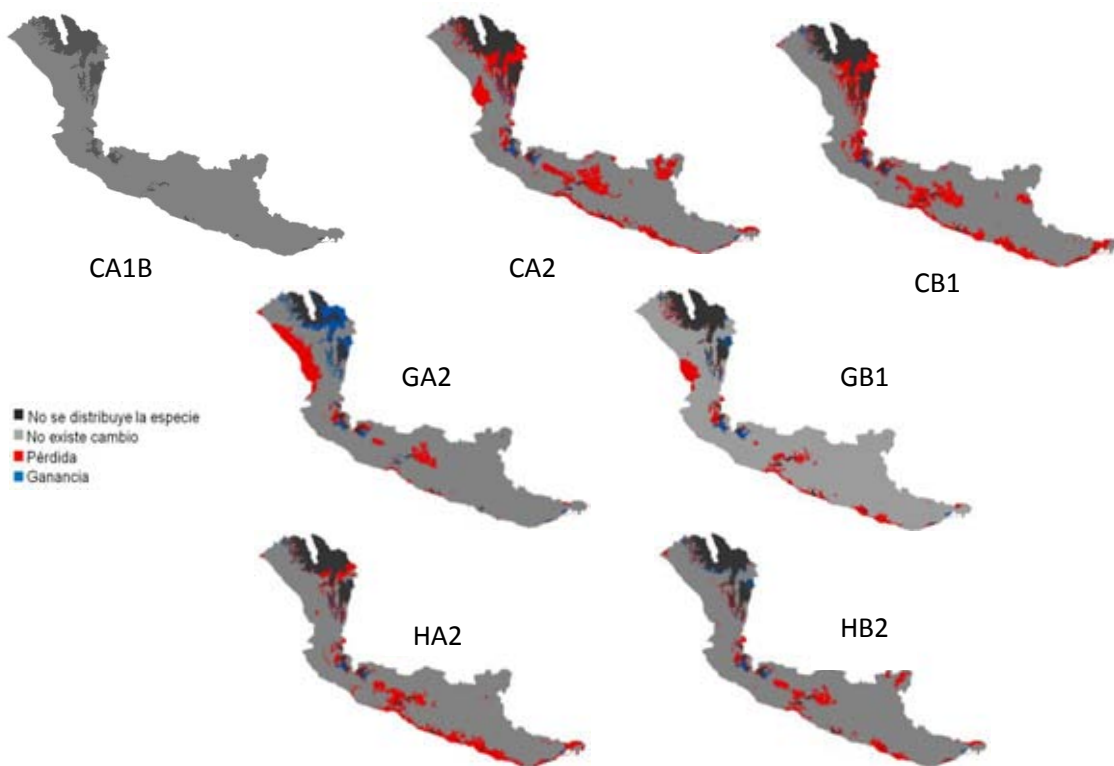 CA1B
CA2
CB1
GA2
GB1
No se distribuye la especie
No existe cambio
Pérdida
Ganancia
HA2
HB2